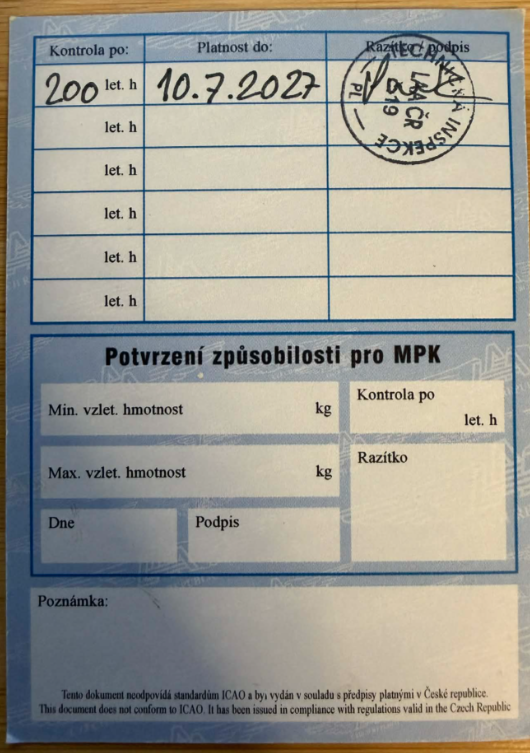 Kontrola po: Platnost do: Razítko / podpis
200 let. h 10.7.2027
TECHNICKÁ INSPEKCE
LAA ČR
PL
let. h
let. h
let. h
let. h
let. h
Potvrzení způsobilosti pro MPK
Min. vzlet. hmotnost kg
Kontrola po
let. h
Max. vzlet. hmotnost kg
Razítko
Dne
Podpis
Poznámka:
Tento dokument neodpovídá standardům ICAO a byl vydán v souladu s předpisy platnými v České republice.
This document does not conform to ICAO. It has been issued in compliance with regulations valid in the Czech Republic